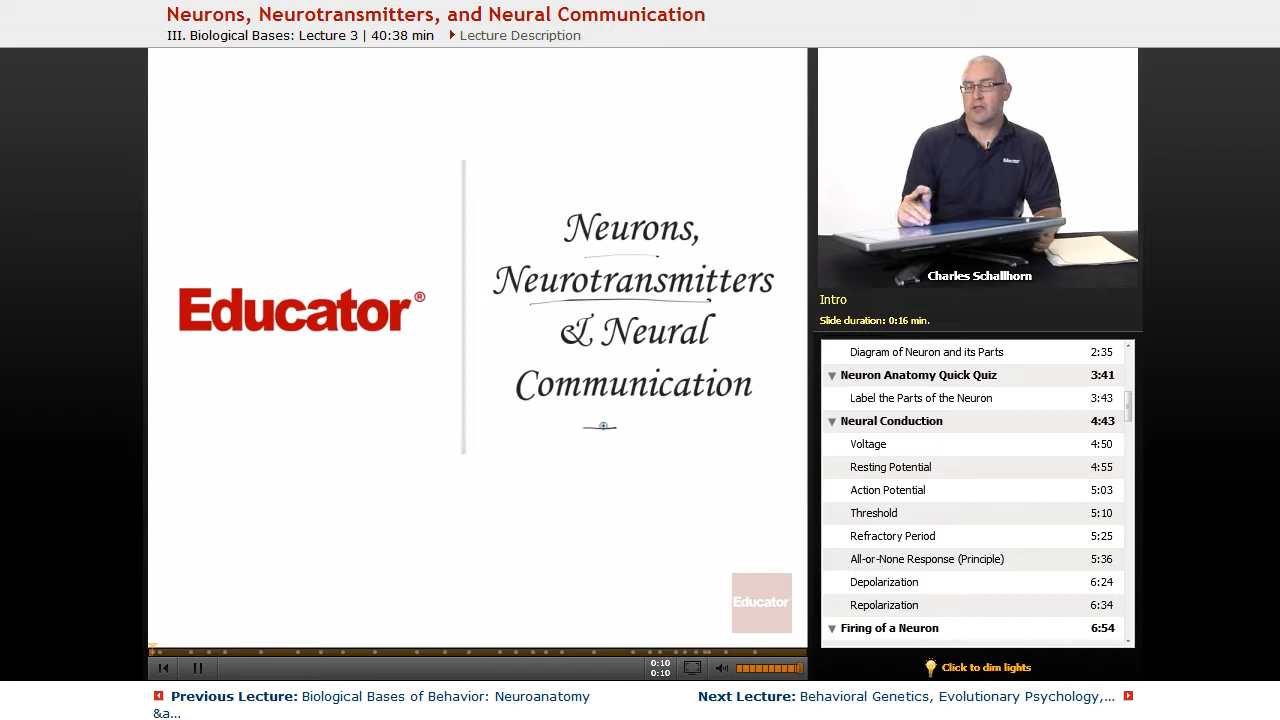 Neurons, Neurotransmitters, and Neural Communication
III. Biological Bases: Lecture 3 | 40:38 min
Lecture Description
Educator®
Neurons,
Neurotransmitters
& Neural
Communication
Educator
Educator
Charles Schallhorn
Intro
Slide duration: 0:16 min.
Diagram of Neuron and its Parts 2:35
Neuron Anatomy Quick Quiz 3:41
Label the Parts of the Neuron 3:43
Neural Conduction 4:43
Voltage 4:50
Resting Potential 4:55
Action Potential 5:03
Threshold 5:10
Refractory Period 5:25
All-or-None Response (Principle) 5:36
Depolarization 6:24
Repolarization 6:34
Firing of a Neuron 6:54
0:10
0:10
Click to dim lights
Previous Lecture: Biological Bases of Behavior: Neuroanatomy
&a...
Next Lecture: Behavioral Genetics, Evolutionary Psychology,...